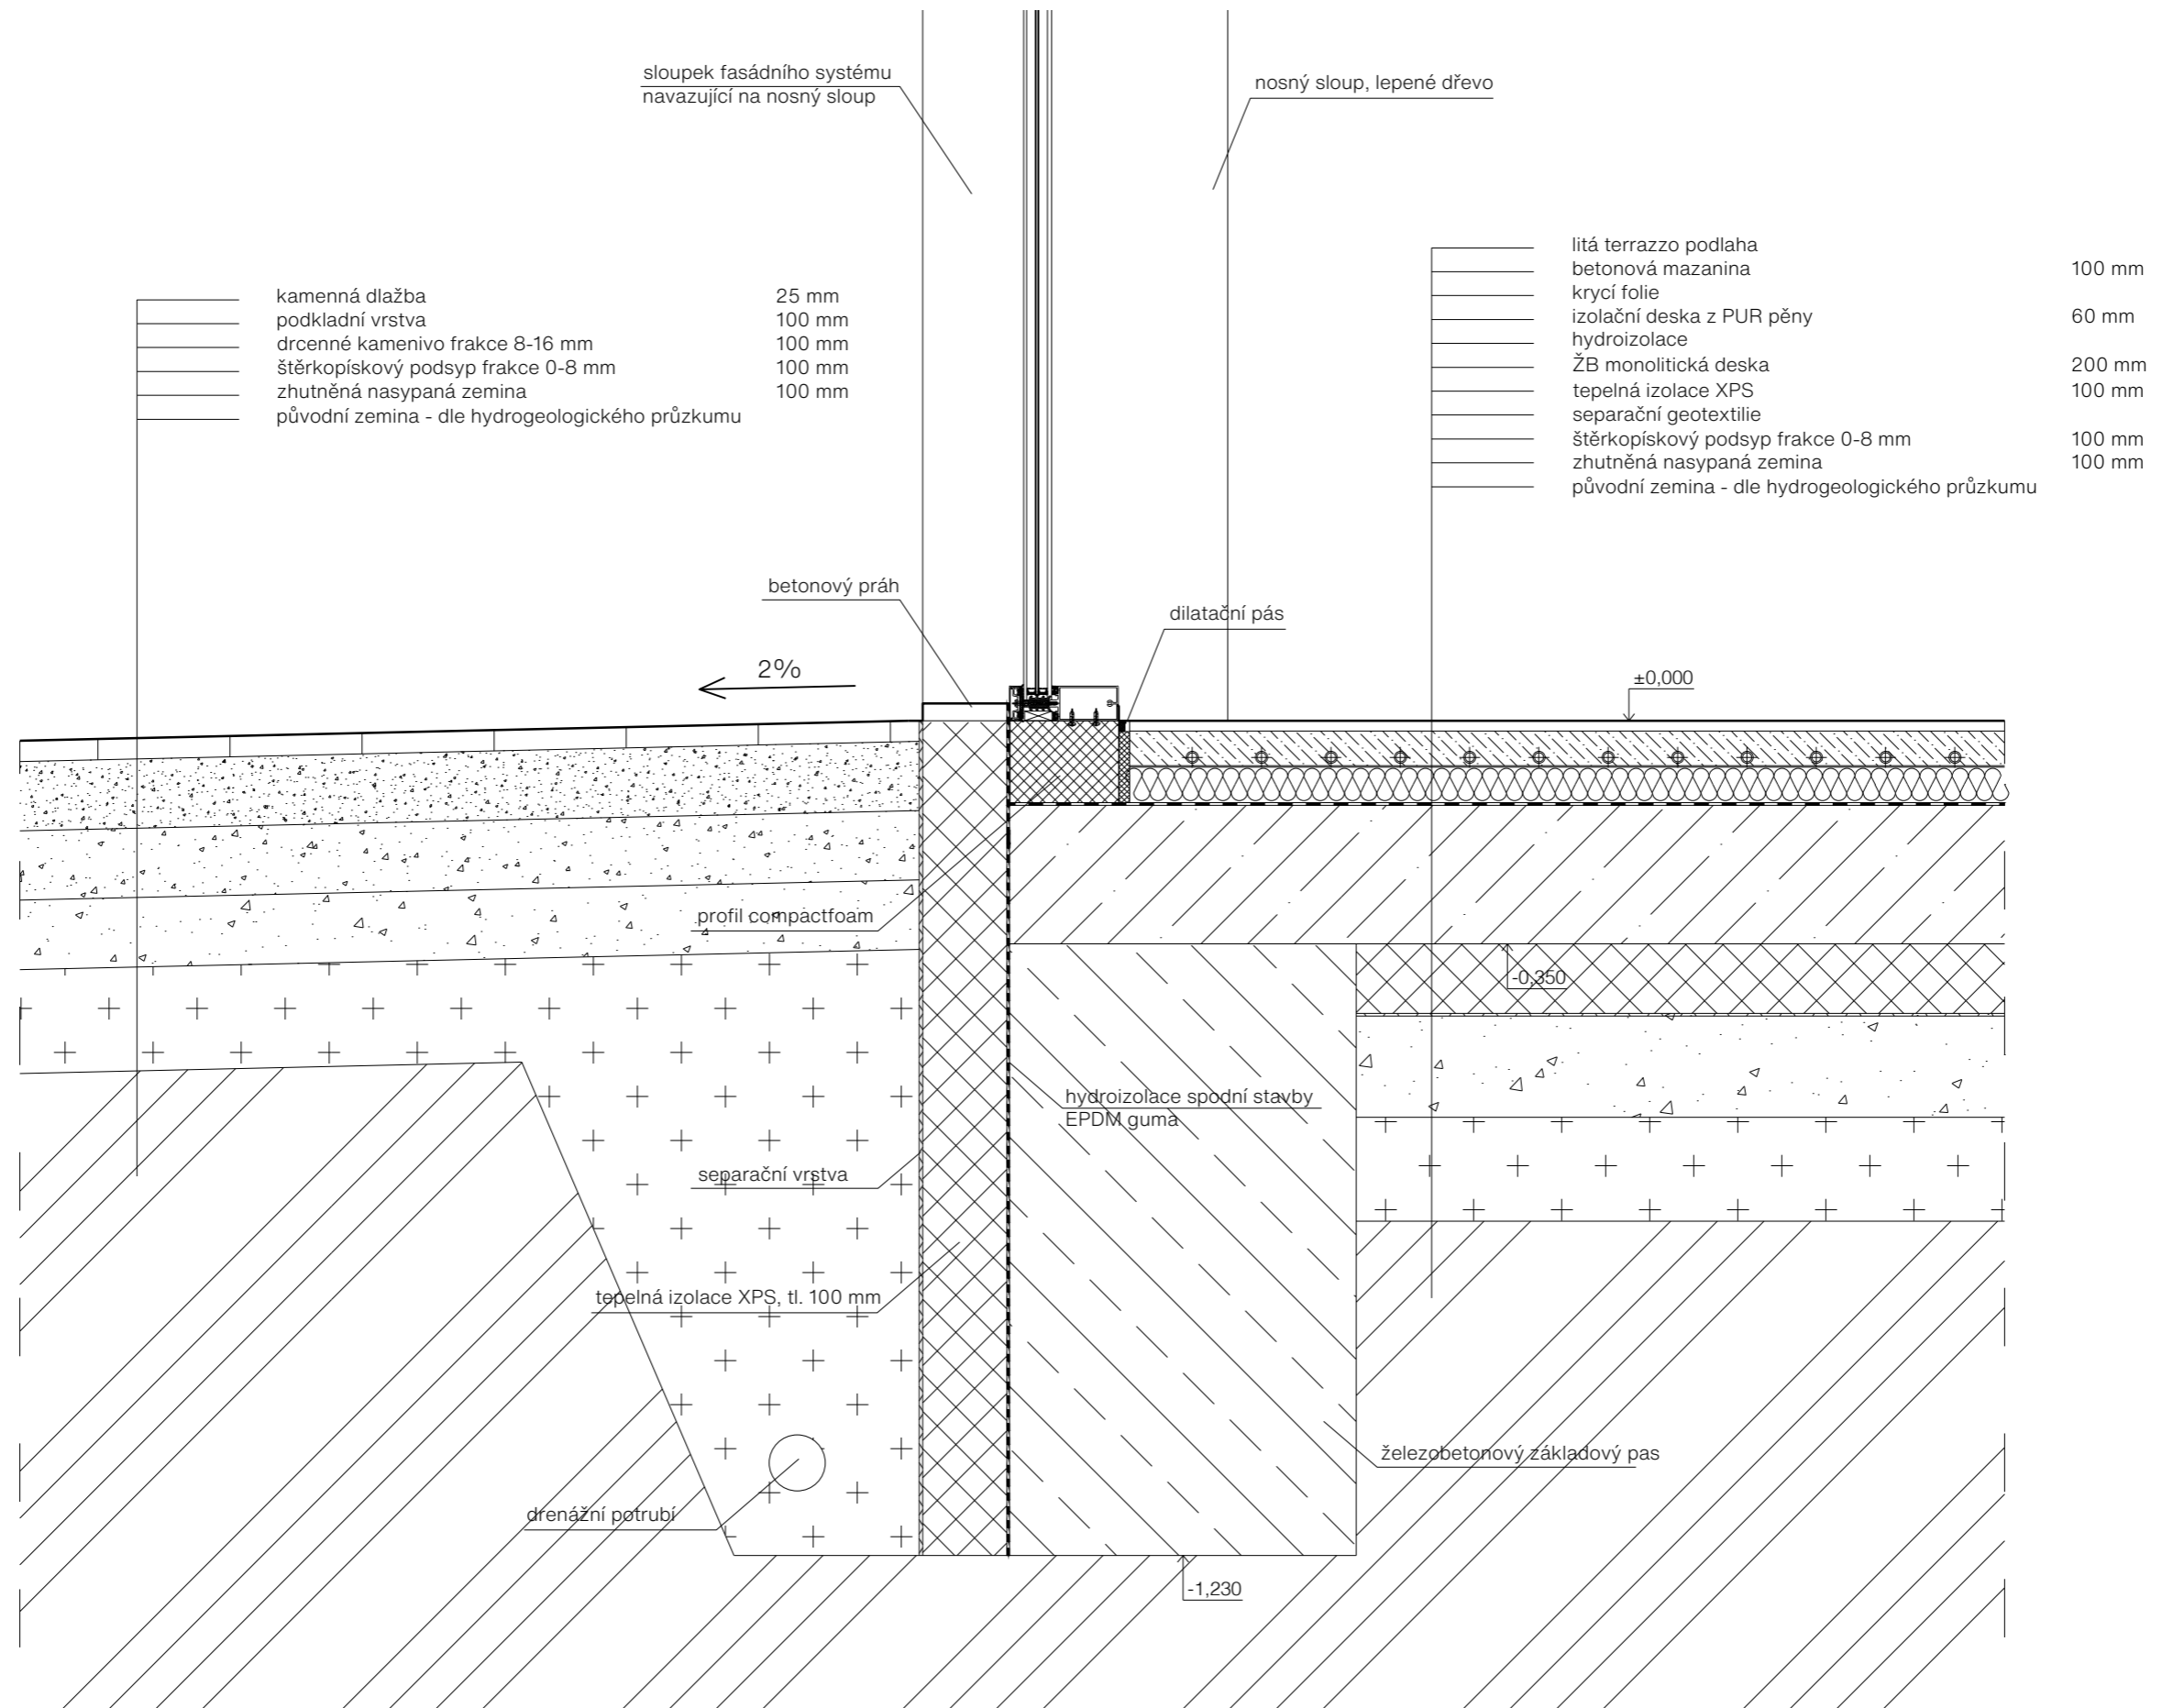 sloupek fasádního systému
navazující na nosný sloup
nosný sloup, lepené dřevo
kamenná dlažba 25 mm
podkladní vrstva 100 mm
drcenné kamenivo frakce 8-16 mm 100 mm
štěrkopískový podsyp frakce 0-8 mm 100 mm
zhutněná nasypaná zemina 100 mm
původní zemina - dle hydrogeologického průzkumu
litá terrazzo podlaha
betonová mazanina 100 mm
krycí folie
izolační deska z PUR pěny 60 mm
hydroizolace
ŽB monolitická deska 200 mm
tepelná izolace XPS 100 mm
separační geotextilie
štěrkopískový podsyp frakce 0-8 mm 100 mm
zhutněná nasypaná zemina 100 mm
původní zemina - dle hydrogeologického průzkumu
betonový práh
dilatační pás
2%
±0,000
profil compactfoam
-0,350
hydroizolace spodní stavby
EPDM guma
separační vrstva
tepelná izolace XPS, tl. 100 mm
železobetonový základový pas
drenážní potrubí
-1,230